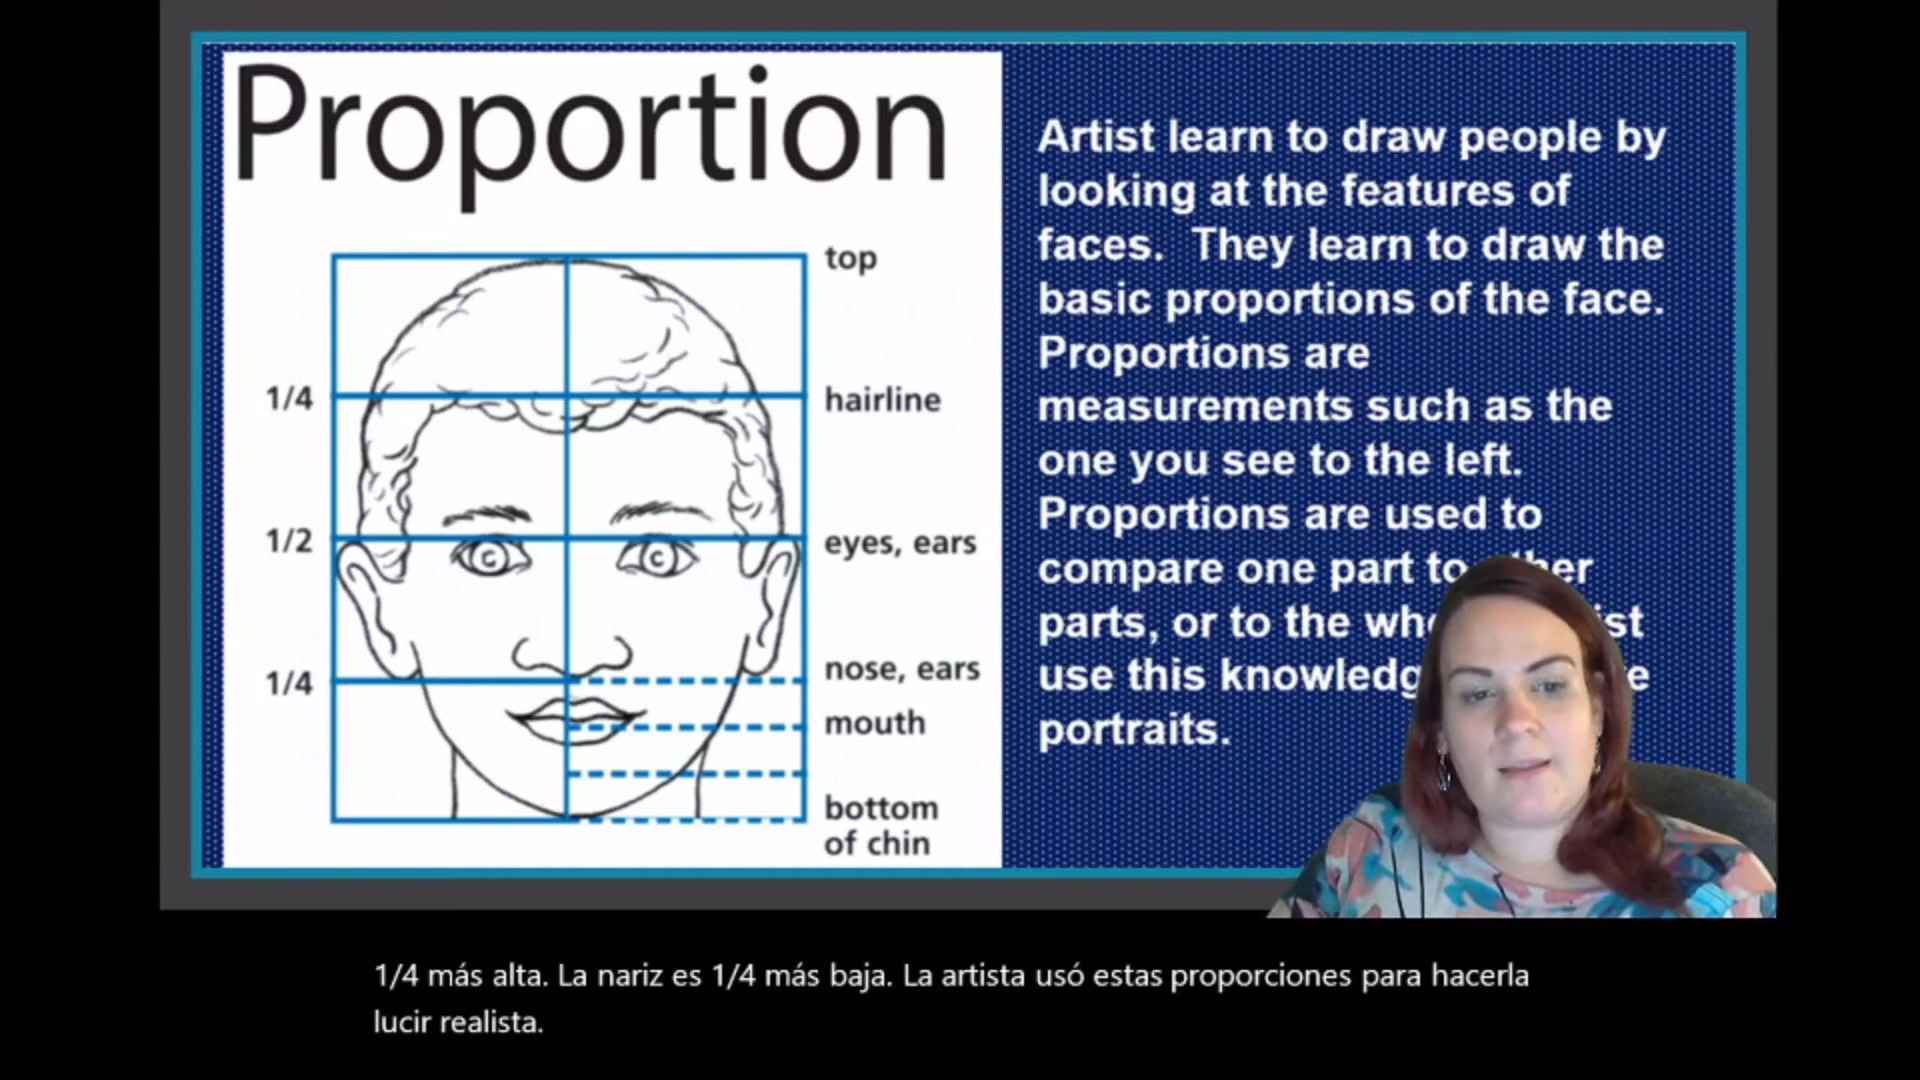 Proportion
top
1/4
hairline
1/2
eyes, ears
1/4
nose, ears
mouth
bottom
of chin
Artist learn to draw people by
looking at the features of
faces. They learn to draw the
basic proportions of the face.
Proportions are
measurements such as the
one you see to the left.
Proportions are used to
compare one part to
parts, or to the
use this
portraits.
1/4 más alta. La nariz es 1/4 más baja. La artista usó estas proporciones para hacerla
lucir realista.